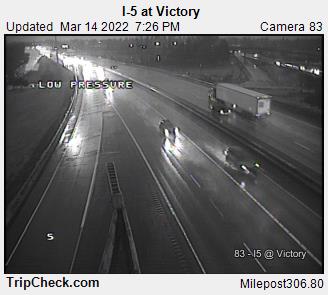 I-5 at Victory
Updated Mar 14 2022 7:26 PM Camera 83
LOW PRESSURE
S
83 - I5 @ Victory
TripCheck.com Milepost306.80